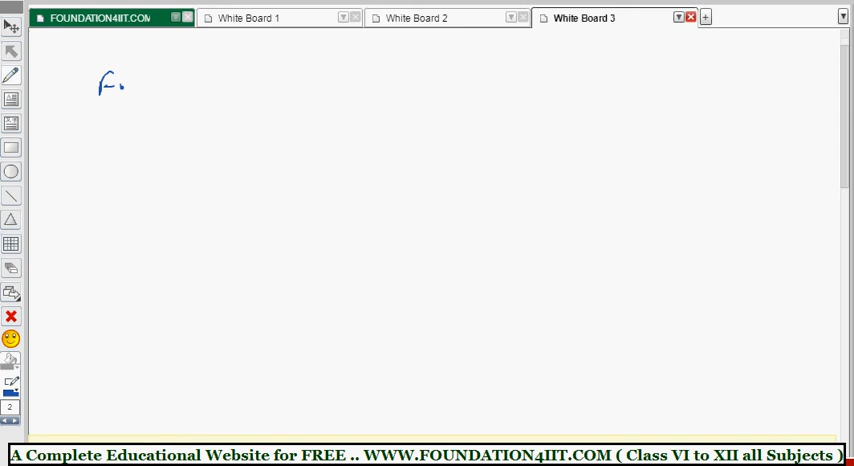 FOUNDATION4IIT.COM White Board 1 White Board 2 White Board 3
2
A Complete Educational Website for FREE .. WWW.FOUNDATION4IIT.COM ( Class VI to XII all Subjects )